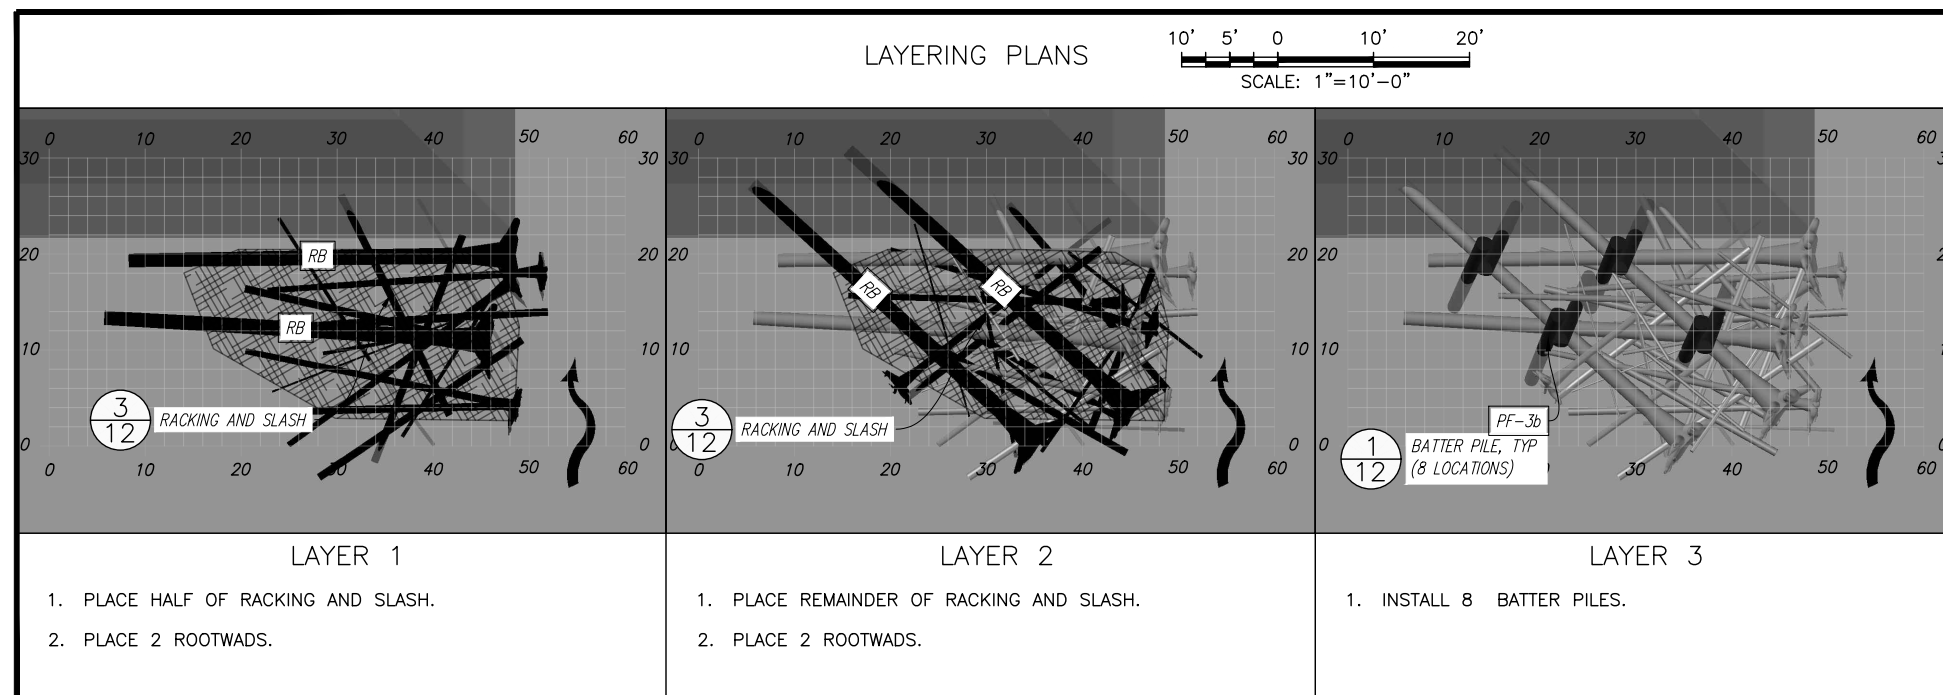 LAYERING PLANS
10' 5' 0 10' 20'
SCALE: 1"=10'-0"
0 10 20 30 40 50 60
30 30
20 20
10 10
0 0
RB
RB
3
12
RACKING AND SLASH
10 20 30 40 50 60
LAYER 1
1. PLACE HALF OF RACKING AND SLASH.
2. PLACE 2 ROOTWADS.
0 10 20 30 40 50 60
30 30
20 20
10 10
0 0
RB
RB
3
12
RACKING AND SLASH
0 10 20 30 40 50 60
LAYER 2
1. PLACE REMAINDER OF RACKING AND SLASH.
2. PLACE 2 ROOTWADS.
0 10 20 30 40 50 60
30
20
10
0
PF-3b
1
12
BATTER PILE, TYP
(8 LOCATIONS)
30 40 50 60
LAYER 3
1. INSTALL 8 BATTER PILES.